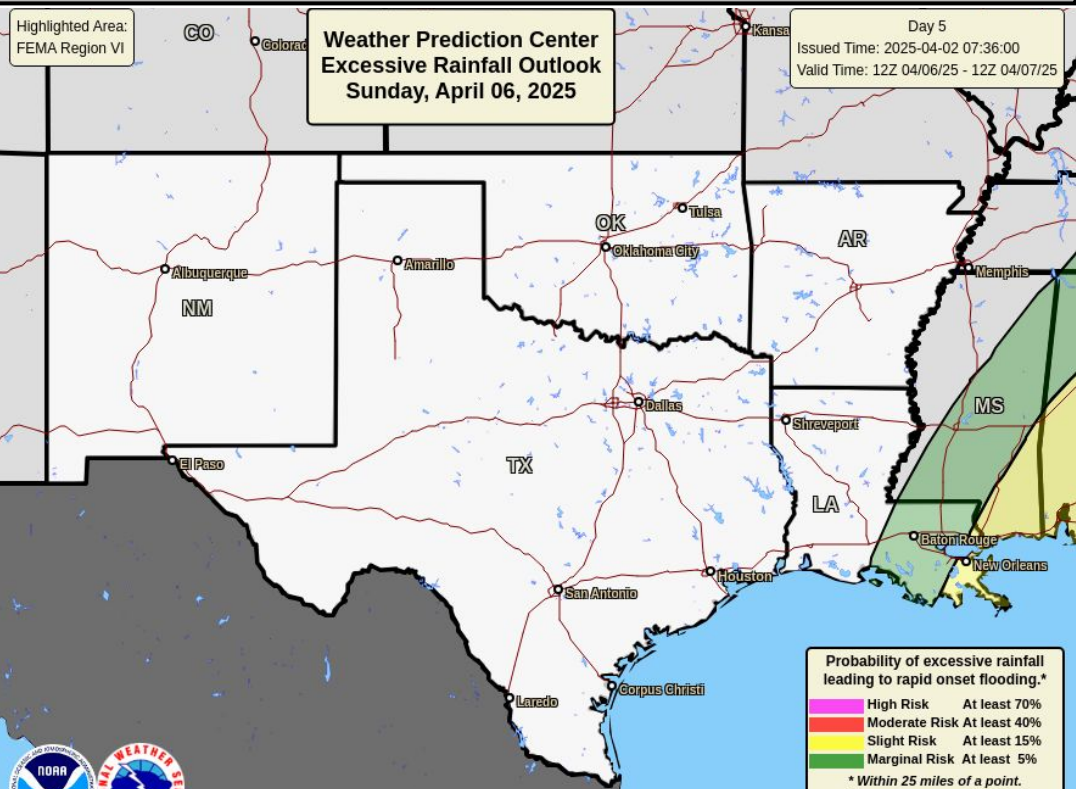 Highlighted Area:
FEMA Region VI
Weather Prediction Center
Excessive Rainfall Outlook
Sunday, April 06, 2025
Day 5
Issued Time: 2025-04-02 07:36:00
Valid Time: 12Z 04/06/25 - 12Z 04/07/25
CO
Colorad
Kansa
OK
Tulsa
Oklahoma City
AR
Amarillo
Albuquerque
Memphis
NM
Dallas
MS
Shreveport
El Paso
TX
LA
Baton Rouge
New Orleans
Houston
San Antonio
Corpus Christi
Laredo
Probability of excessive rainfall
leading to rapid onset flooding.*
High Risk At least 70%
Moderate Risk At least 40%
Slight Risk At least 15%
Marginal Risk At least 5%
* Within 25 miles of a point.
NOAA
NAL WEATHER SE